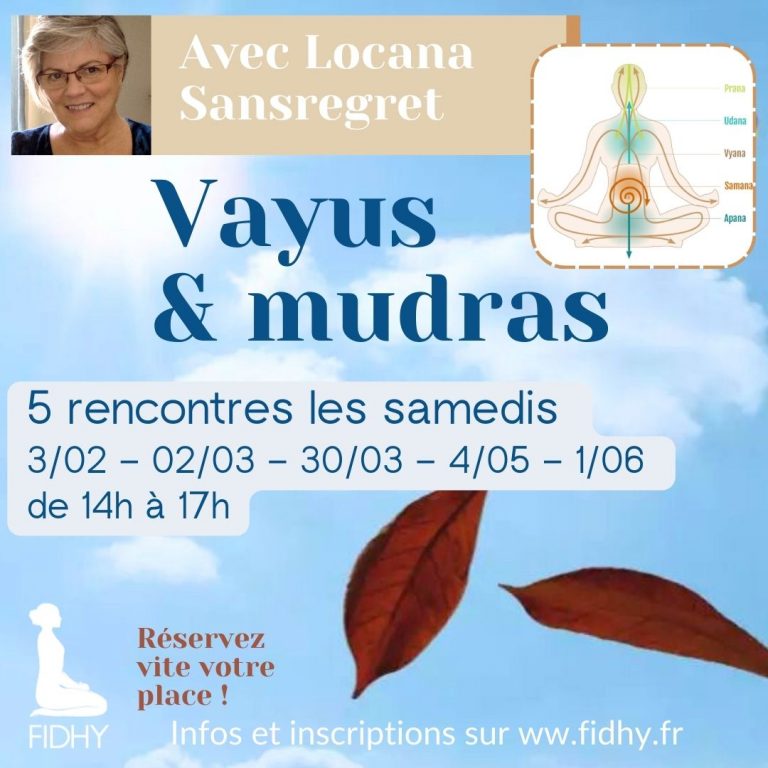 Avec Locana
Sansregret
Prana
Udana
Vyana
Samana
Apana
Vayus
& mudras
5 rencontres les samedis
3/02 – 02/03 – 30/03 – 4/05 – 1/06
de 14h à 17h
Réservez
vite votre
place !
FIDHY
Infos et inscriptions sur ww.fidhy.fr